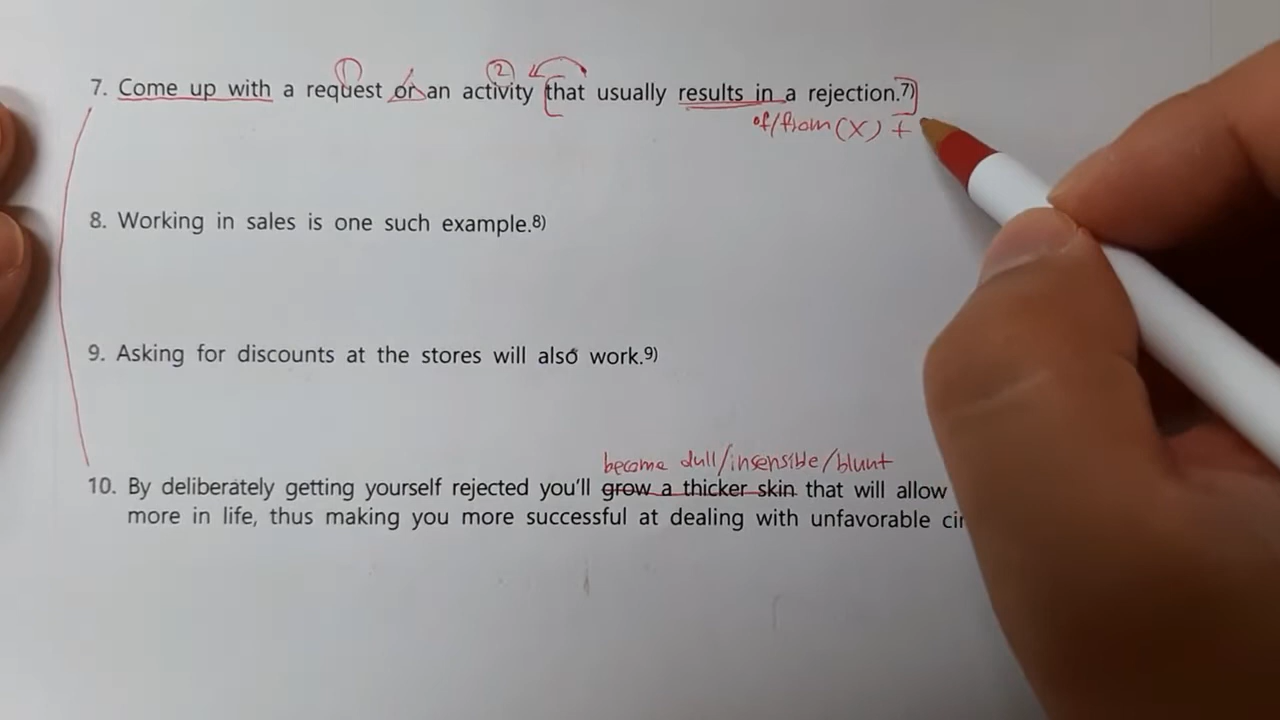 ① ②
7. Come up with a request or an activity that usually results in a rejection.7)
of/from (X) +
8. Working in sales is one such example.8)
9. Asking for discounts at the stores will also work.9)
become dull/insensible/blunt
10. By deliberately getting yourself rejected you'll grow a thicker skin that will allow
more in life, thus making you more successful at dealing with unfavorable